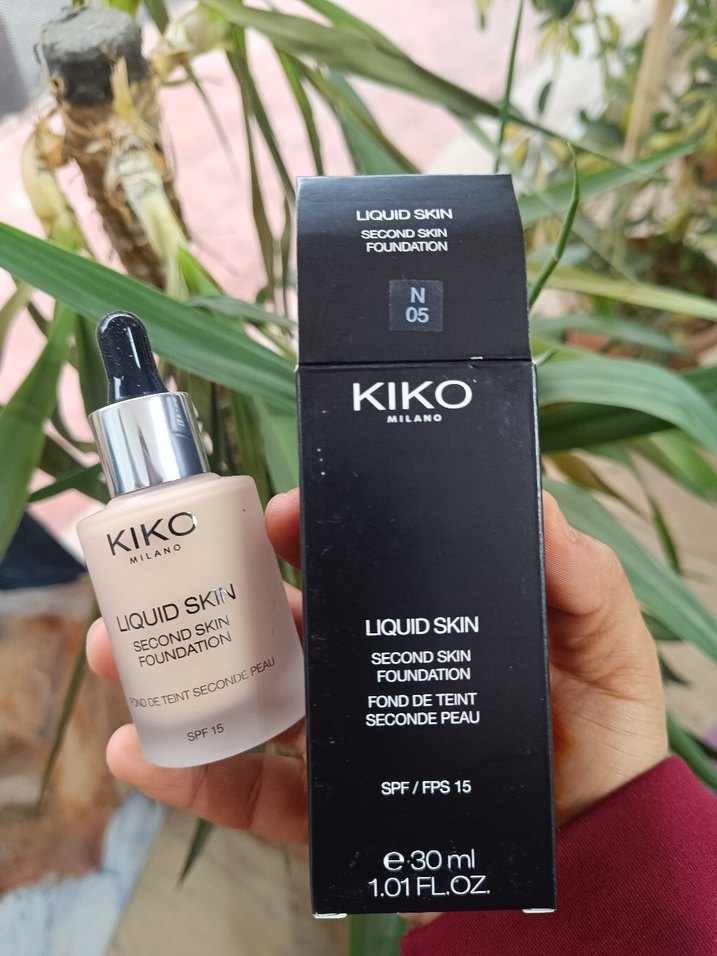 LIQUID SKIN
SECOND SKIN
FOUNDATION
N
05
KIKO
MILANO
LIQUID SKIN
SECOND SKIN
FOUNDATION
FOND DE TEINT
SECONDE PEAU
SPF / FPS 15
e 30 ml
1.01 FL.OZ.
KIKO
MILANO
LIQUID SKIN
SECOND SKIN
FOUNDATION
FOND DE TEINT SECONDE PEAU
SPF 15